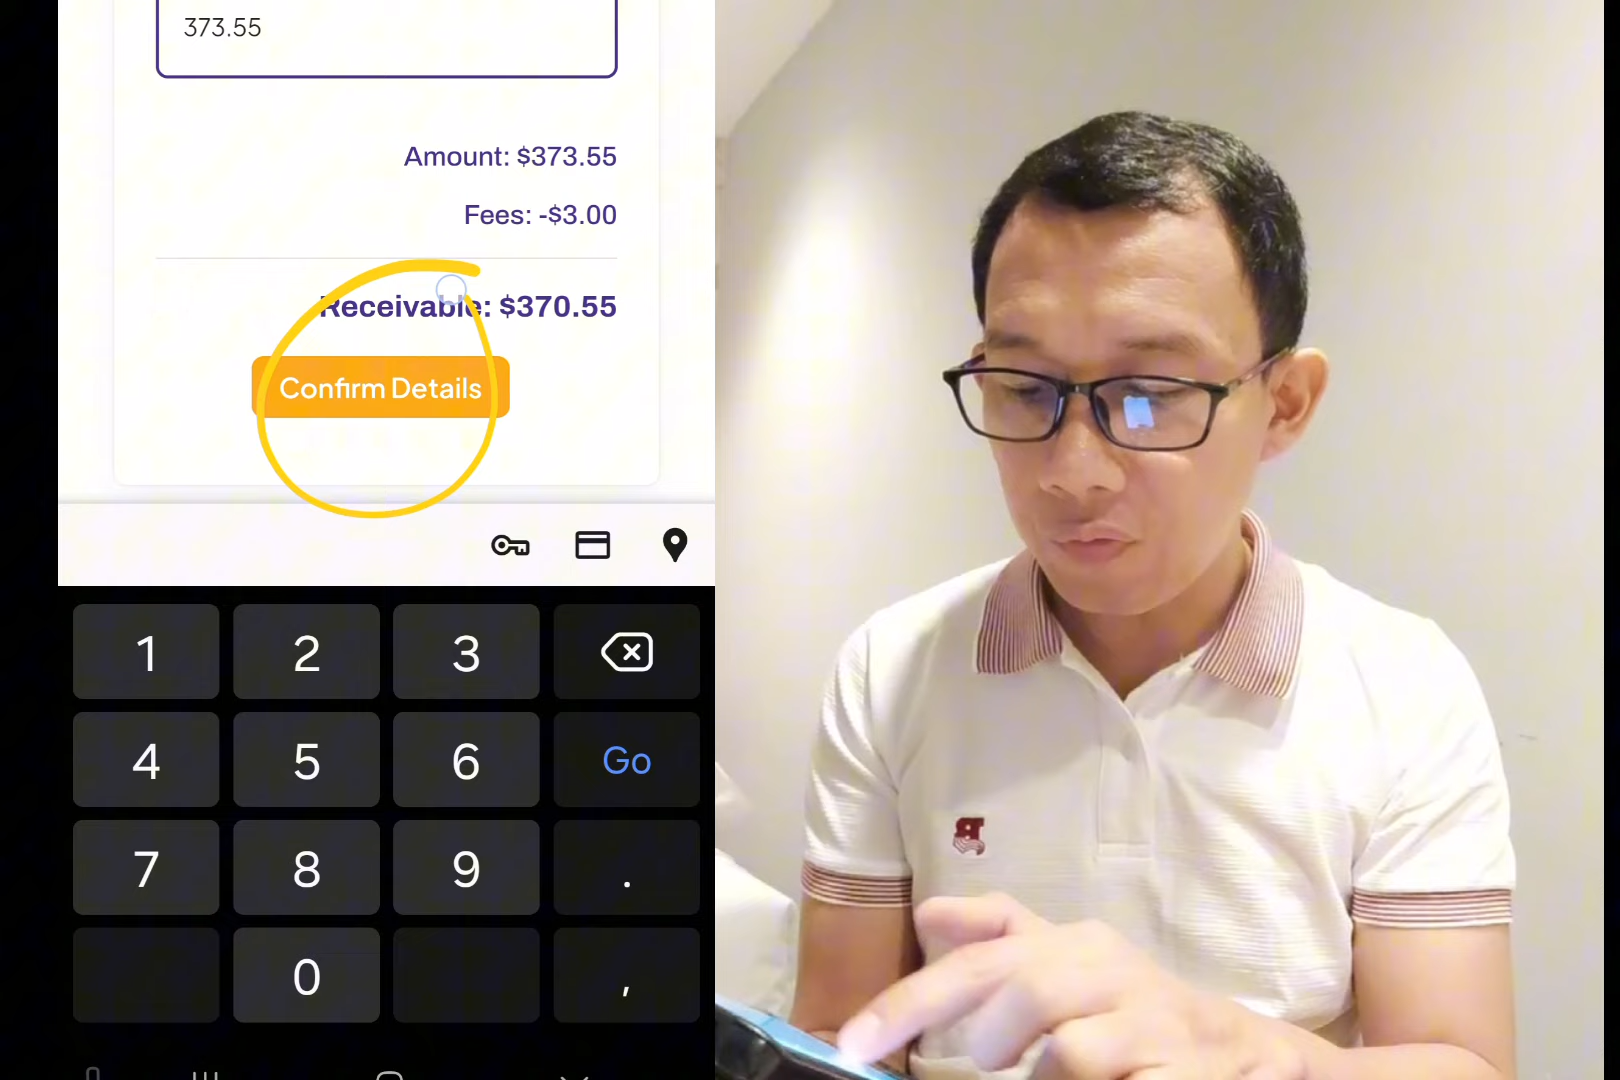 373.55
Amount: $373.55
Fees: -$3.00
Receivable: $370.55
Confirm Details
1 2 3
4 5 6 Go
7 8 9 .
0 ,